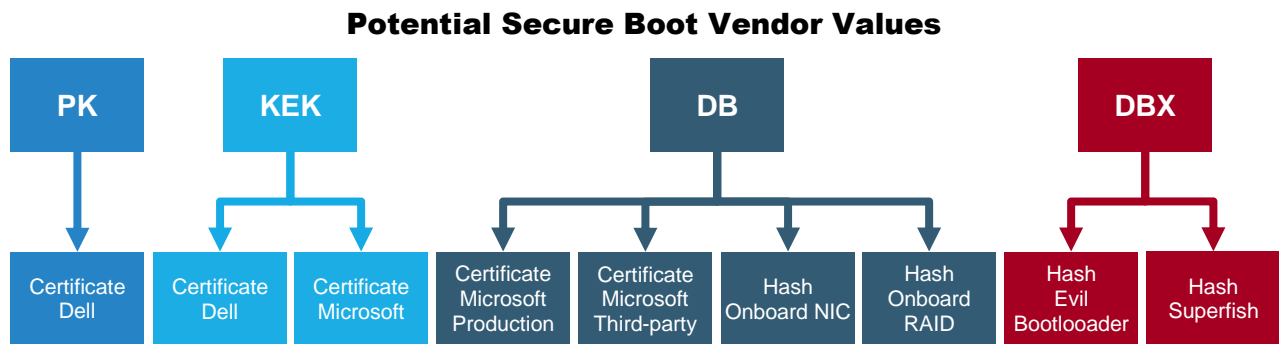 Potential Secure Boot Vendor Values
PK
KEK
DB
DBX
Certificate
Dell
Certificate
Dell
Certificate
Microsoft
Certificate
Microsoft
Production
Certificate
Microsoft
Third-party
Hash
Onboard NIC
Hash
Onboard
RAID
Hash
Evil
Bootlooader
Hash
Superfish